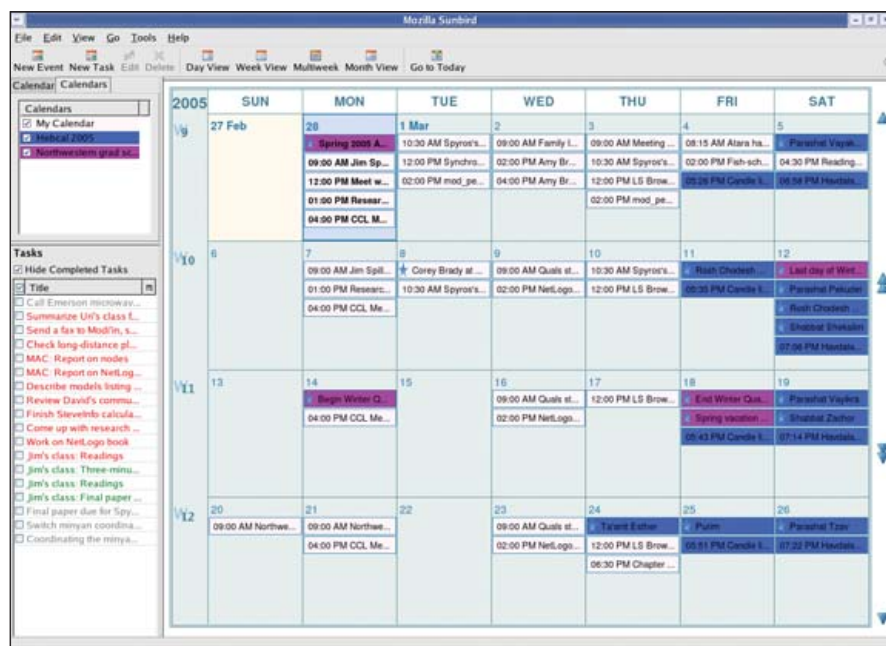 Mozilla Sunbird
File Edit View Go Tools Help
New Event New Task Edit Delete Day View Week View Multiweek Month View Go to Today
Calendar Calendars
Calendars
My Calendar
Hebcal 2005
Northwestern grad sc...
Tasks
Hide Completed Tasks
Title
Call Emerson microwav...
Summarize Uri's class f...
Send a fax to Modi'in, s...
Check long-distance pl...
MAC: Report on nodes
MAC: Report on NetLog...
Describe models listing ...
Review David's commu...
Finish SteveInfo calcula...
Come up with research ...
Work on NetLogo book
Jim's class: Readings
Jim's class: Three-minu...
Jim's class: Readings
Jim's class: Final paper ...
Final paper due for Spy...
Switch minyan coordina...
Coordinating the minya...
2005 SUN MON TUE WED THU FRI SAT
W9
27 Feb
28
Spring 2005 A...
09:00 AM Jim Sp...
12:00 PM Meet w...
01:00 PM Resear...
04:00 PM CCL M...
1 Mar
10:30 AM Spyros's...
12:00 PM Synchro...
02:00 PM mod_pe...
2
09:00 AM Family I...
02:00 PM Amy Br...
04:00 PM Amy Br...
3
09:00 AM Meeting ...
10:30 AM Spyros's...
12:00 PM LS Brow...
02:00 PM mod_pe...
4
08:15 AM Atara ha...
02:00 PM Fish-sch...
05:26 PM Candle li...
5
Parashat Vayak...
04:30 PM Reading...
06:58 PM Havdala...
W10
6
7
09:00 AM Jim Spill...
01:00 PM Researc...
04:00 PM CCL Me...
8
Corey Brady at ...
10:30 AM Spyros's...
9
09:00 AM Quals st...
02:00 PM NetLogo...
10
10:30 AM Spyros's...
12:00 PM LS Brow...
11
Rosh Chodesh ...
05:35 PM Candle li...
12
Last day of Wint...
Parashat Pekudei
Rosh Chodesh ...
Shabbat Shekalim
07:06 PM Havdala...
W11
13
14
Begin Winter Q...
04:00 PM CCL Me...
15
16
09:00 AM Quals st...
02:00 PM NetLogo...
17
12:00 PM LS Brow...
18
End Winter Qua...
Spring vacation ...
05:43 PM Candle li...
19
Parashat Vayikra
Shabbat Zachor
07:14 PM Havdala...
W12
20
09:00 AM Northwe...
21
09:00 AM Northwe...
04:00 PM CCL Me...
22
23
09:00 AM Quals st...
02:00 PM NetLogo...
24
Ta'anit Esther
12:00 PM LS Brow...
06:30 PM Chapter ...
25
Purim
05:51 PM Candle li...
26
Parashat Tzav
07:22 PM Havdala...